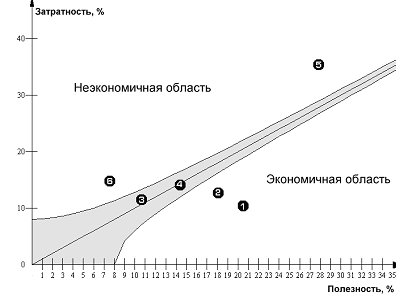 Затратность, %
40
Неэкономичная область
5
30
20
6
4
3
2
Экономичная область
10
1
0
1 2 3 4 5 6 7 8 9 10 11 12 13 14 15 16 17 18 19 20 21 22 23 24 25 26 27 28 29 30 31 32 33 34 35
Полезность, %